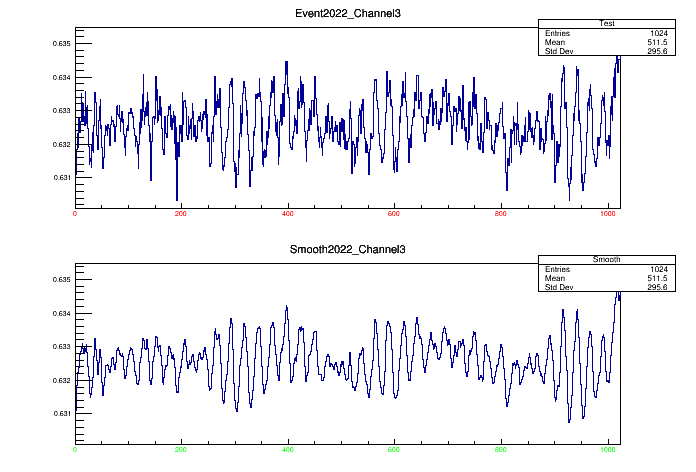 Event2022_Channel3
Test
Entries 1024
Mean 511.5
Std Dev 295.6
0.635
0.634
0.633
0.632
0.631
0 200 400 600 800 1000
Smooth2022_Channel3
Smooth
Entries 1024
Mean 511.5
Std Dev 295.6
0.635
0.634
0.633
0.632
0.631
0 200 400 600 800 1000